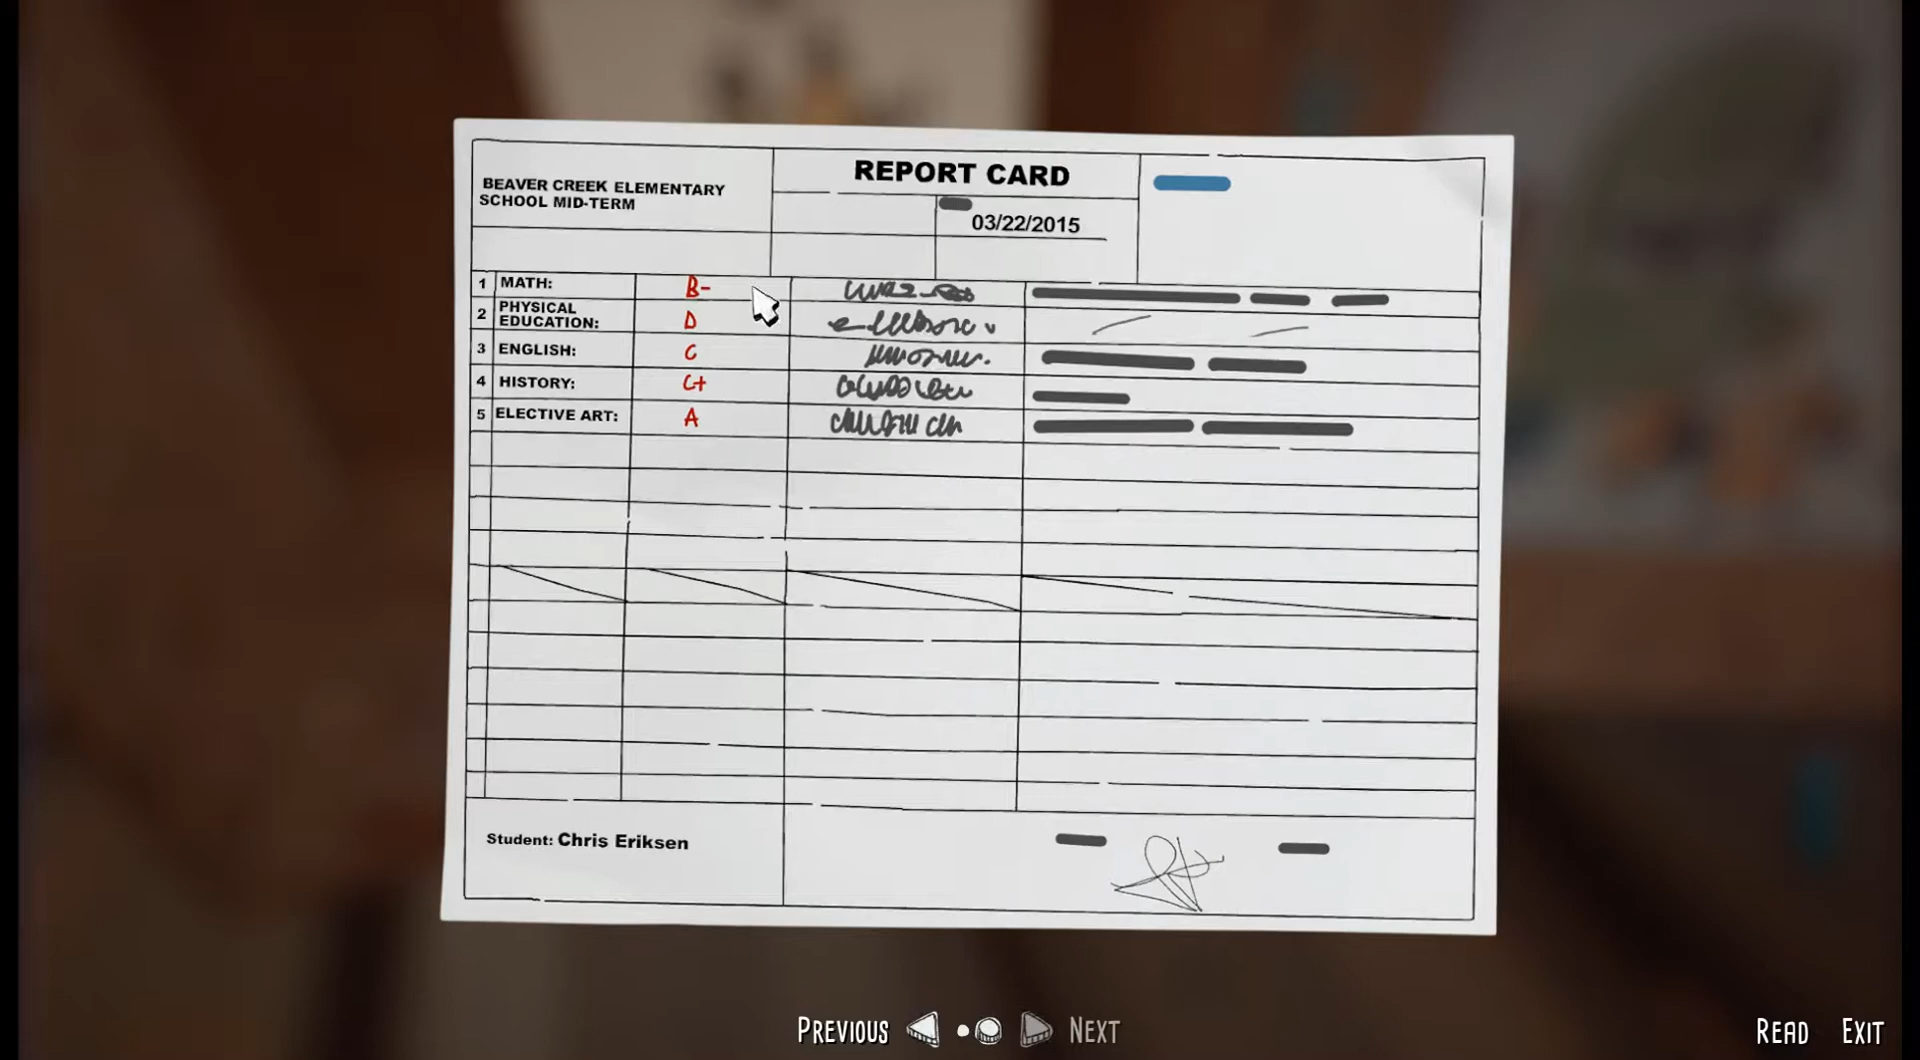 REPORT CARD
BEAVER CREEK ELEMENTARY
SCHOOL MID-TERM
03/22/2015
1 MATH: B-
2 PHYSICAL
EDUCATION: D
3 ENGLISH: C
4 HISTORY: C+
5 ELECTIVE ART: A
Student: Chris Eriksen
PREVIOUS NEXT
READ EXIT